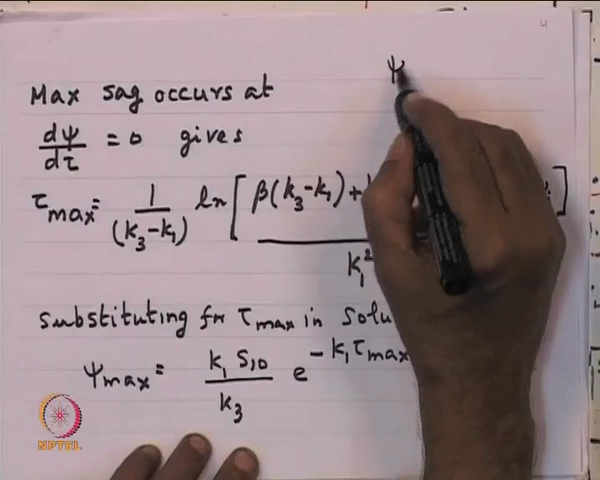 4
ψ
Max sag occurs at
dψ/dτ = 0 gives
τmax = 1/(k3-k1) ln[β(k3-k1)+
k1²
substituting for τmax in solu
ψmax = k1 S10/k3 e^-k1τmax
NPTEL